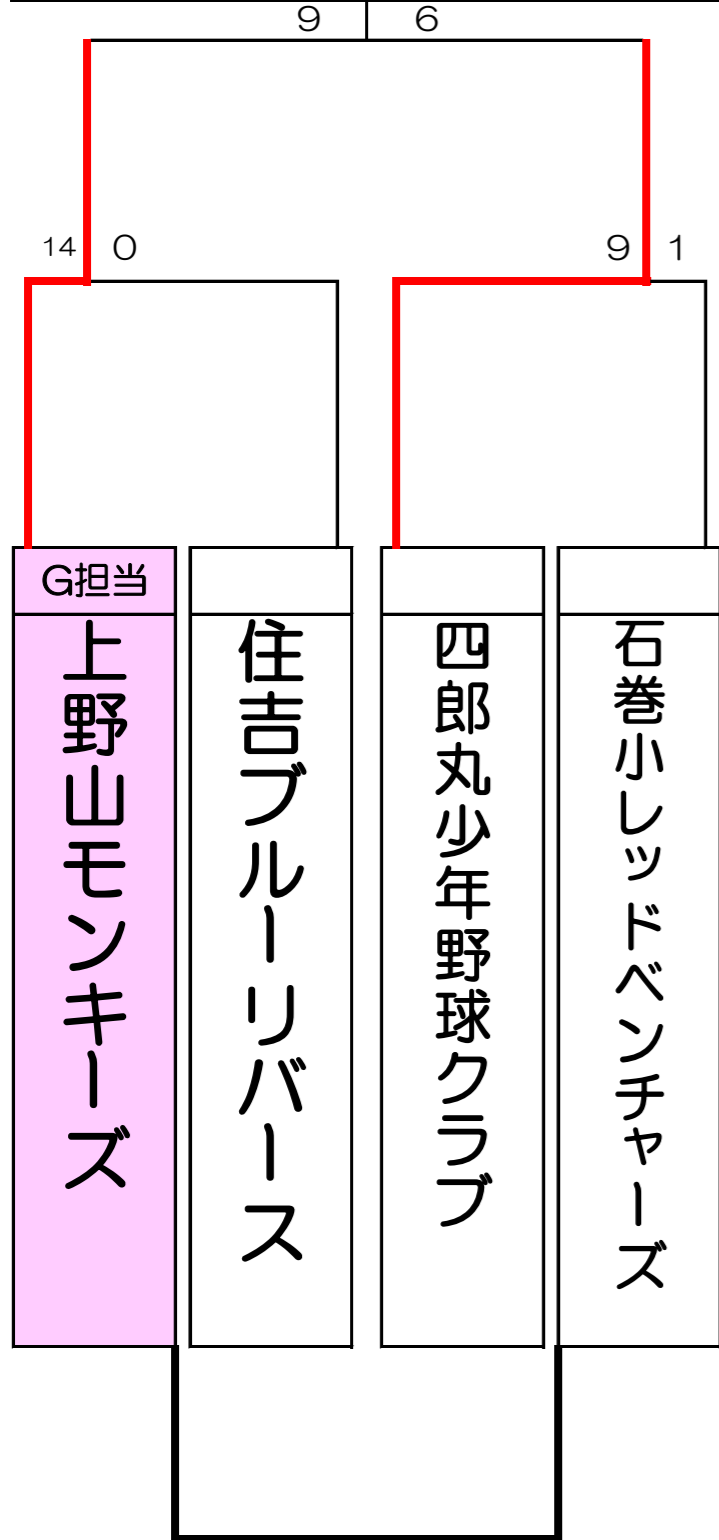 ９ ６
14 ０ ９ １
G担当
上野山モンキーズ
住吉ブルーリバース
四郎丸少年野球クラブ
石巻小レッドベンチャーズ